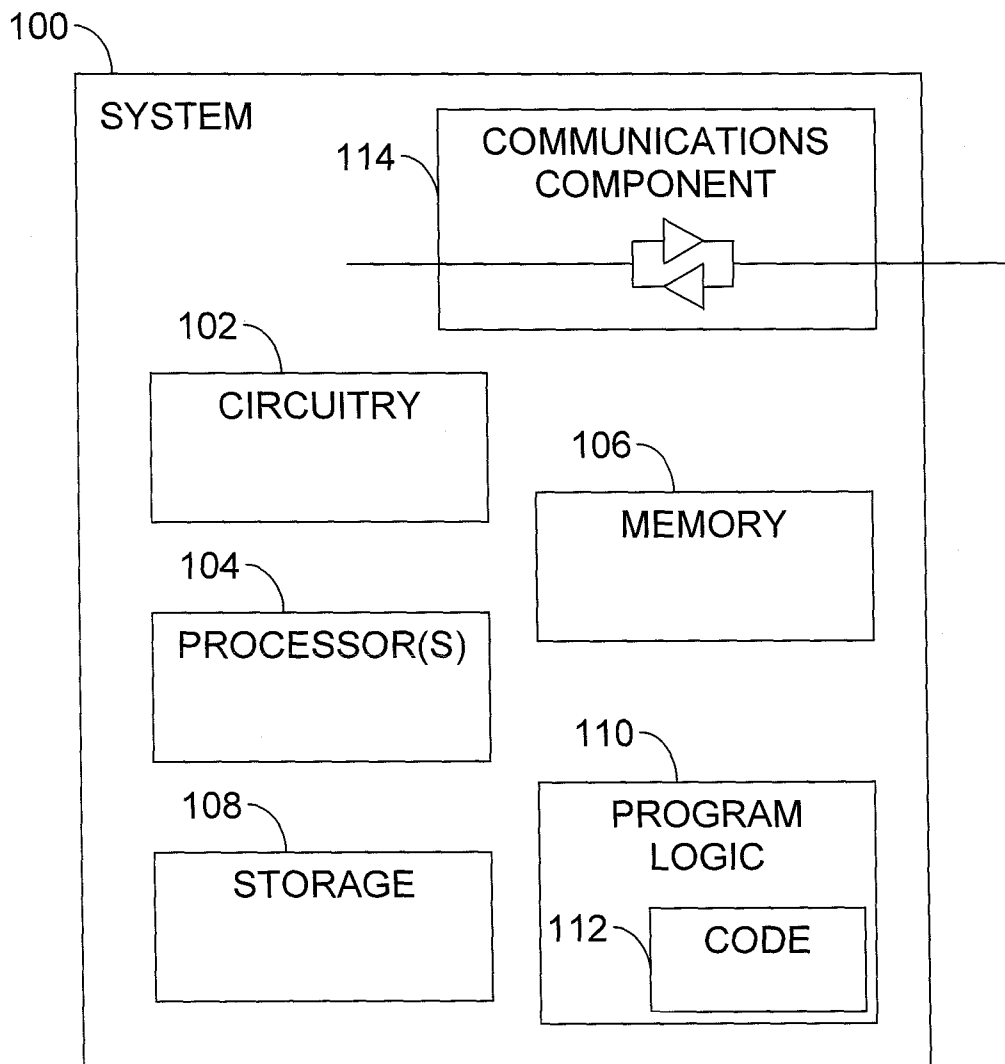 100
SYSTEM
COMMUNICATIONS
COMPONENT
114
102
CIRCUITRY
106
MEMORY
104
PROCESSOR(S)
110
PROGRAM
LOGIC
108
STORAGE
112
CODE